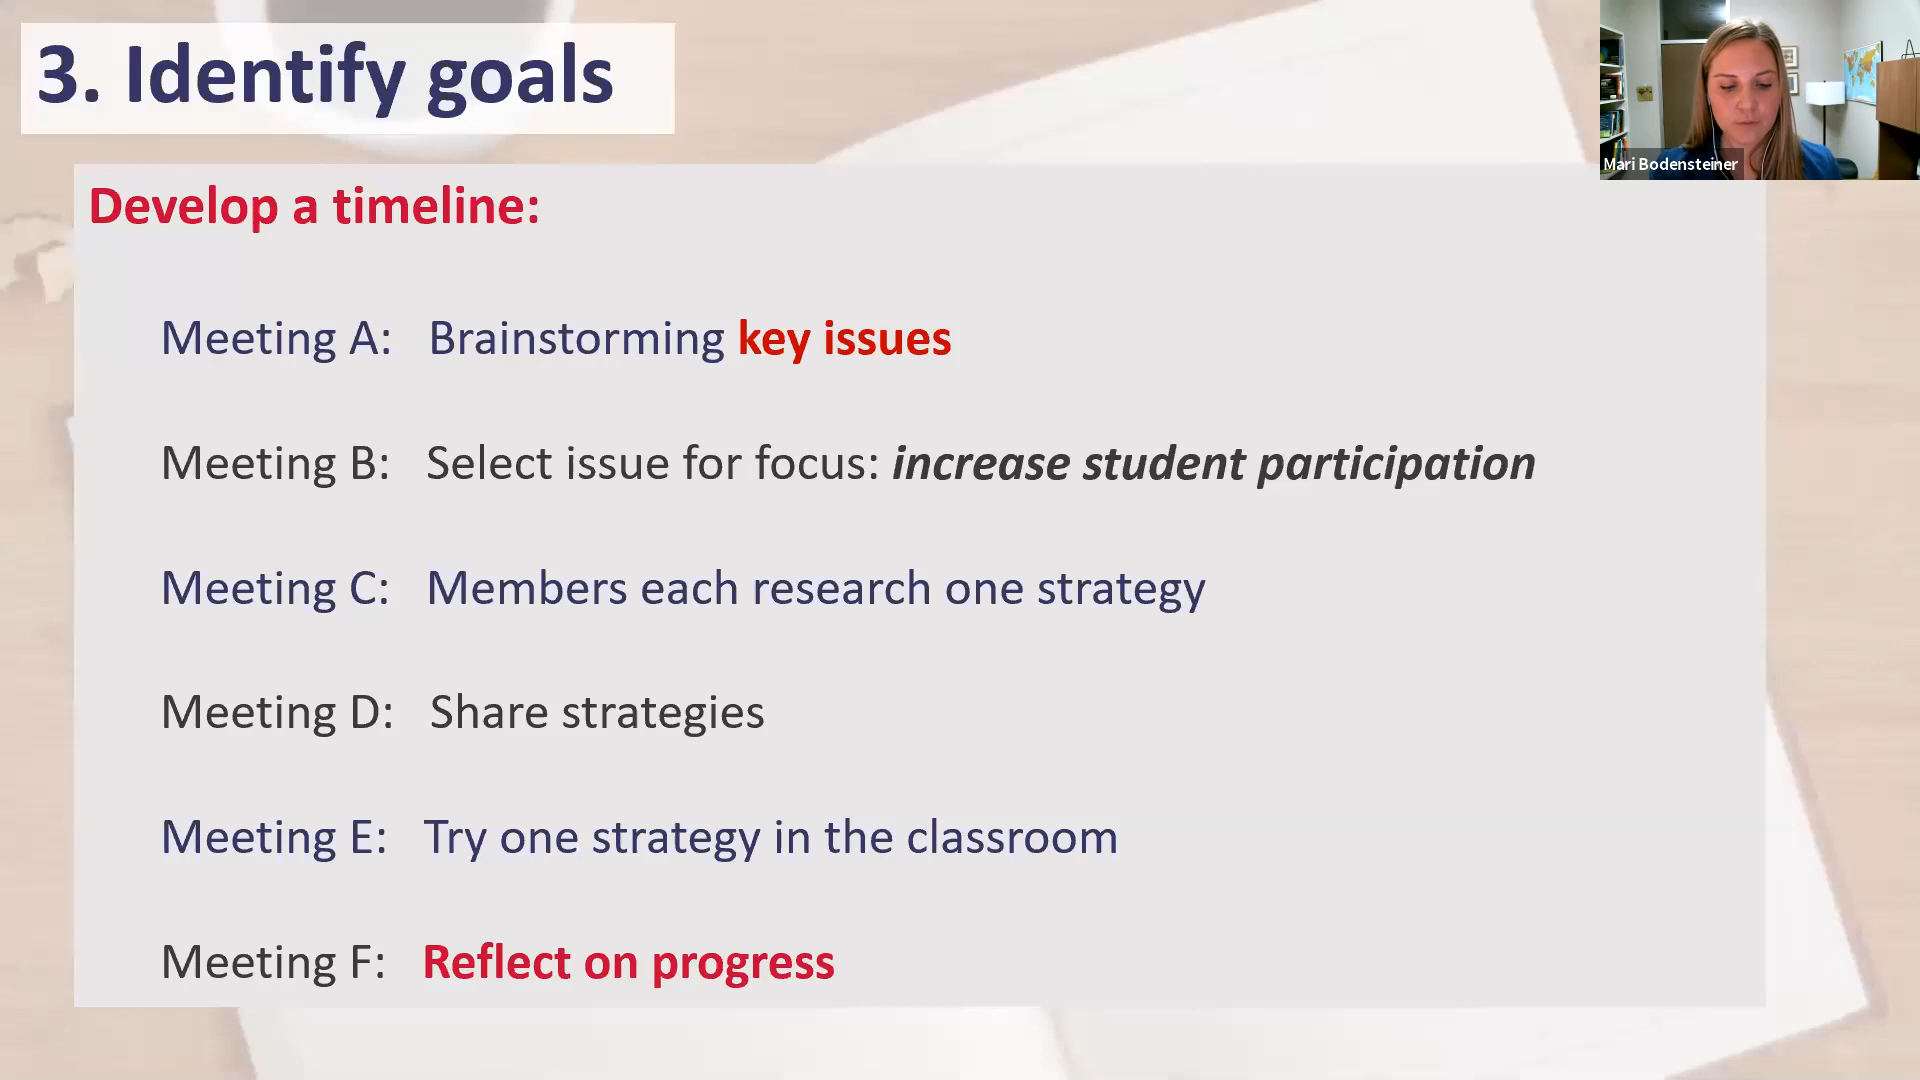 3. Identify goals
Mari Bodensteiner
Develop a timeline:
Meeting A: Brainstorming key issues
Meeting B: Select issue for focus: increase student participation
Meeting C: Members each research one strategy
Meeting D: Share strategies
Meeting E: Try one strategy in the classroom
Meeting F: Reflect on progress